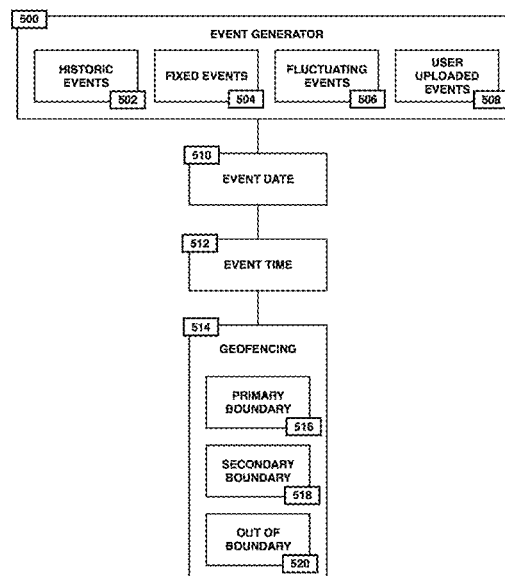 500
EVENT GENERATOR
HISTORIC
EVENTS
502
FIXED EVENTS
504
FLUCTUATING
EVENTS
506
USER
UPLOADED
EVENTS
508
510
EVENT DATE
512
EVENT TIME
514
GEOFENCING
PRIMARY
BOUNDARY
516
SECONDARY
BOUNDARY
518
OUT OF
BOUNDARY
520